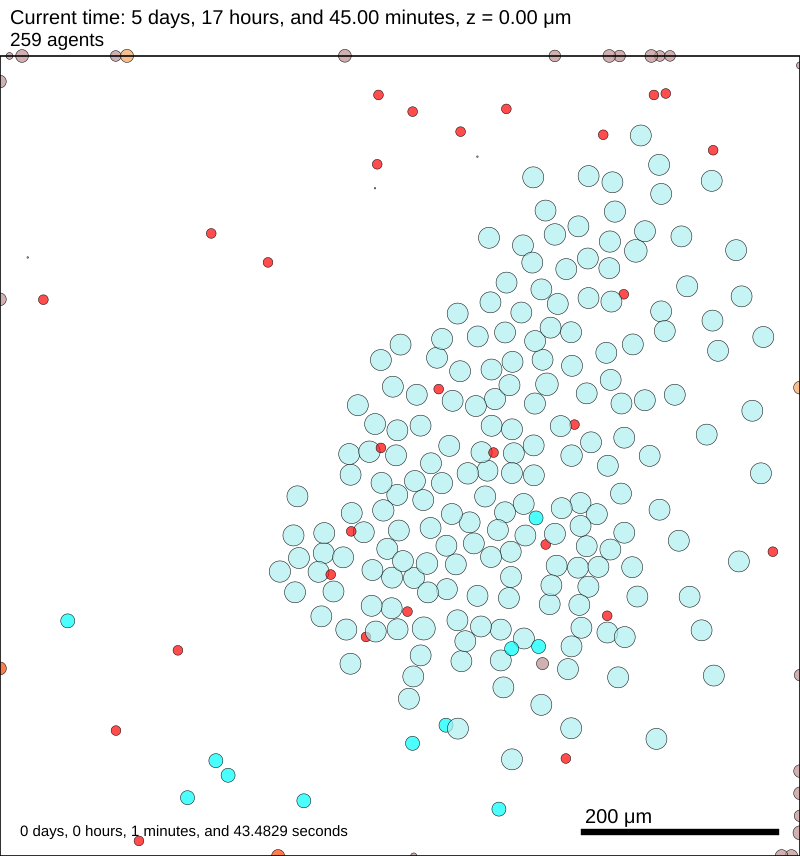 Current time: 5 days, 17 hours, and 45.00 minutes, z = 0.00 μm
259 agents
200 μm
0 days, 0 hours, 1 minutes, and 43.4829 seconds